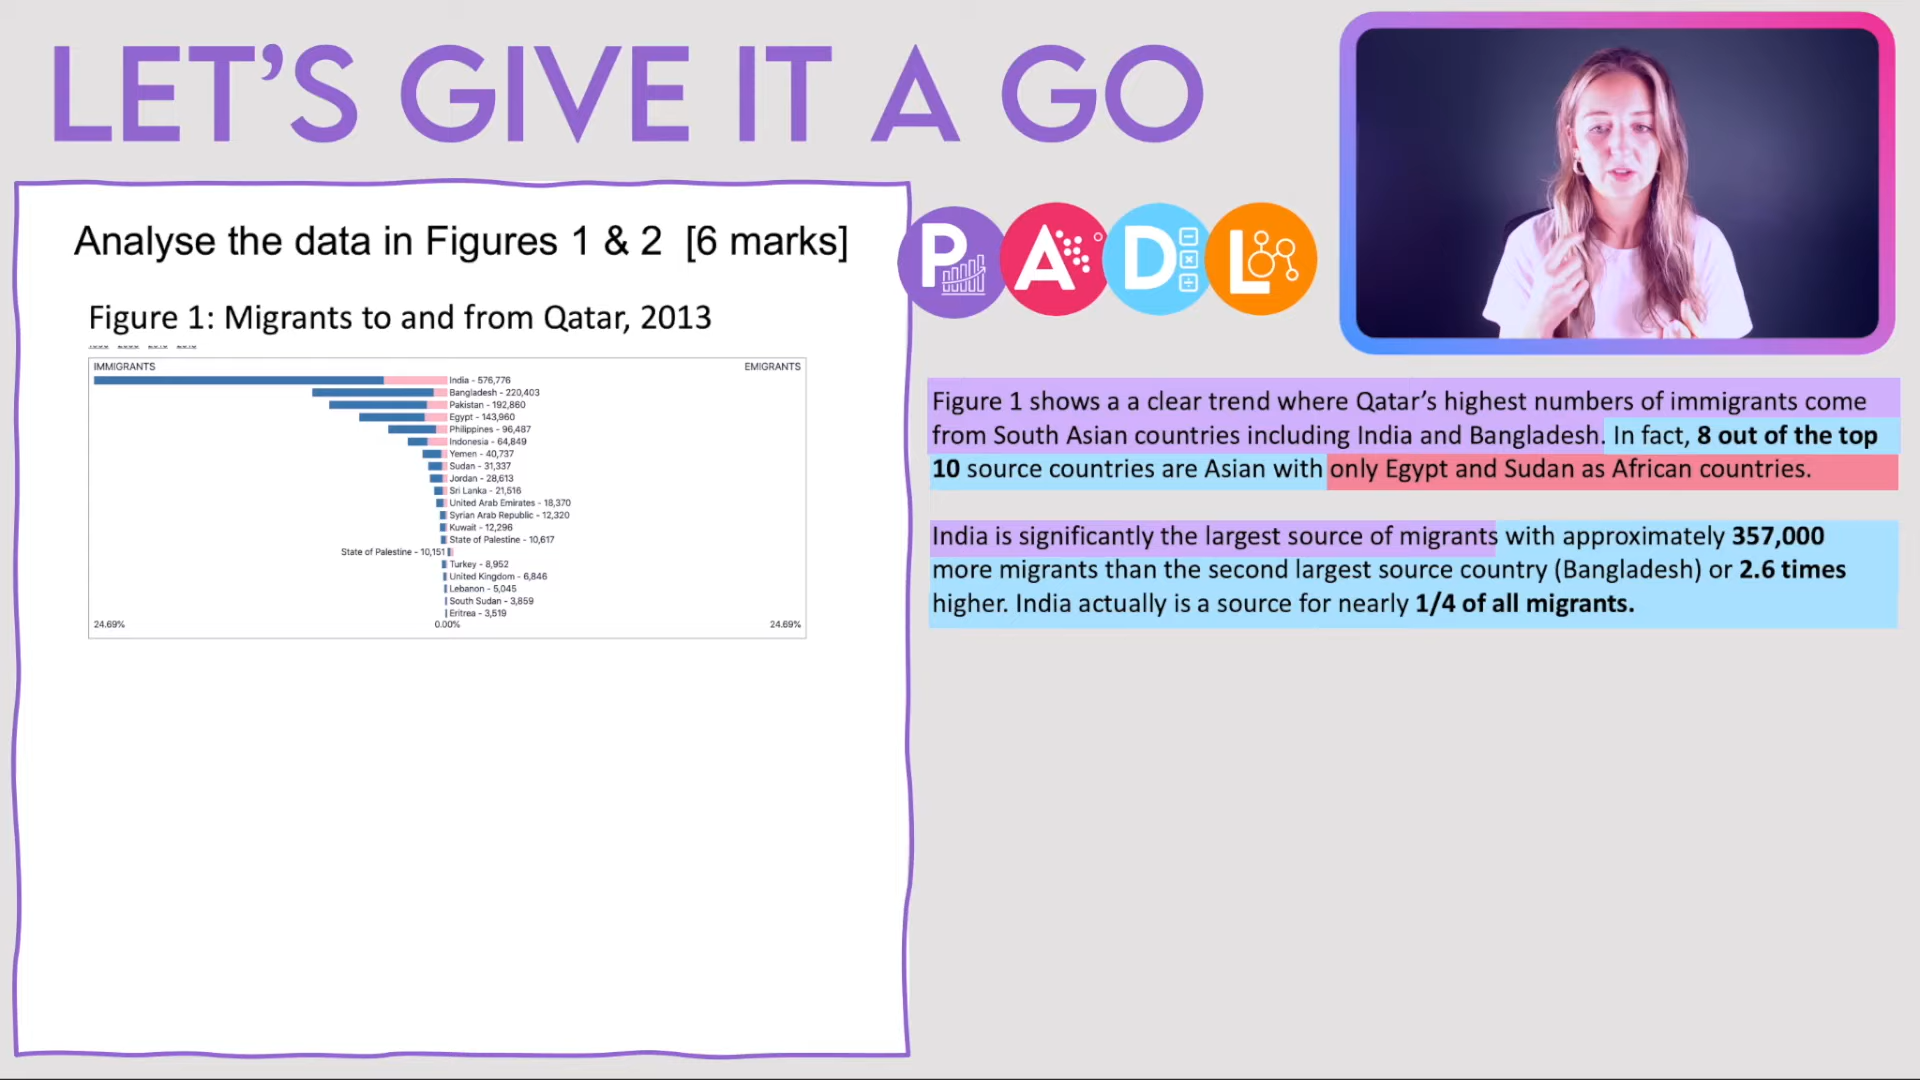 LET'S GIVE IT A GO
Analyse the data in Figures 1 & 2 [6 marks]
Figure 1: Migrants to and from Qatar, 2013
IMMIGRANTS
EMIGRANTS
India - 576,776
Bangladesh - 220,403
Pakistan - 192,860
Egypt - 143,960
Philippines - 96,487
Indonesia - 64,849
Yemen - 40,737
Sudan - 31,337
Jordan - 28,613
Sri Lanka - 21,516
United Arab Emirates - 18,370
Syrian Arab Republic - 12,320
Kuwait - 12,296
State of Palestine - 10,617
State of Palestine - 10,151
Turkey - 8,952
United Kingdom - 6,846
Lebanon - 5,045
South Sudan - 3,859
Eritrea - 3,519
24.69%
0.00%
24.69%
P A D L
Figure 1 shows a a clear trend where Qatar's highest numbers of immigrants come
from South Asian countries including India and Bangladesh. In fact, 8 out of the top
10 source countries are Asian with only Egypt and Sudan as African countries.
India is significantly the largest source of migrants with approximately 357,000
more migrants than the second largest source country (Bangladesh) or 2.6 times
higher. India actually is a source for nearly 1/4 of all migrants.